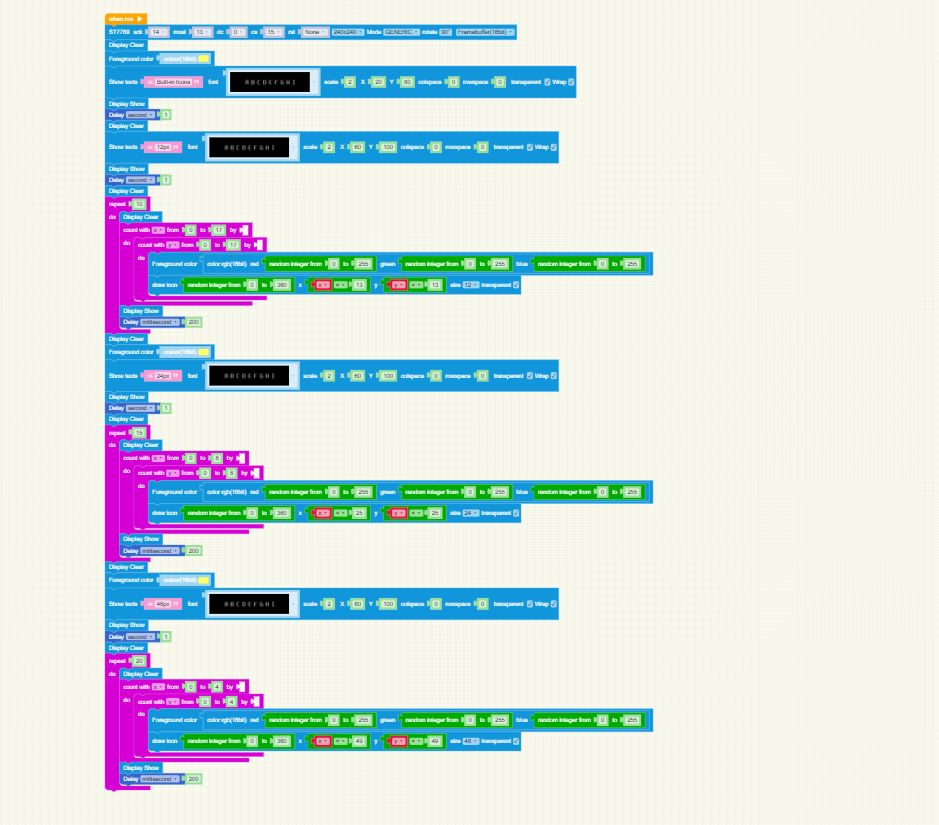 when run
ST7789 sck 14 mosi 13 dc 0 cs 15 rst None 240x240 Mode GENERIC rotate 90° Framebuffer(16bit)
Display Clear
Foreground color colour(16bit)
Show texts Built-in Icons font A B C D E F G H I scale 2 X 20 Y 80 colspace 0 rowspace 0 transparent Wrap
Display Show
Delay second 1
Display Clear
Show texts 12px font A B C D E F G H I scale 2 X 60 Y 100 colspace 0 rowspace 0 transparent Wrap
Display Show
Delay second 1
Display Clear
repeat 10
do Display Clear
count with x from 0 to 17 by
do count with y from 0 to 17 by
do Foreground color color rgb(16bit) red random integer from 0 to 255 green random integer from 0 to 255 blue random integer from 0 to 255
draw icon random integer from 0 to 360 x x 13 y y 13 size 12 transparent
Display Show
Delay millisecond 200
Display Clear
Foreground color colour(16bit)
Show texts 24px font A B C D E F G H I scale 2 X 60 Y 100 colspace 0 rowspace 0 transparent Wrap
Display Show
Delay second 1
Display Clear
repeat 15
do Display Clear
count with x from 0 to 8 by
do count with y from 0 to 8 by
do Foreground color color rgb(16bit) red random integer from 0 to 255 green random integer from 0 to 255 blue random integer from 0 to 255
draw icon random integer from 0 to 360 x x 25 y y 25 size 24 transparent
Display Show
Delay millisecond 200
Display Clear
Foreground color colour(16bit)
Show texts 48px font A B C D E F G H I scale 2 X 60 Y 100 colspace 0 rowspace 0 transparent Wrap
Display Show
Delay second 1
Display Clear
repeat 20
do Display Clear
count with x from 0 to 4 by
do count with y from 0 to 4 by
do Foreground color color rgb(16bit) red random integer from 0 to 255 green random integer from 0 to 255 blue random integer from 0 to 255
draw icon random integer from 0 to 360 x x 49 y y 49 size 48 transparent
Display Show
Delay millisecond 200